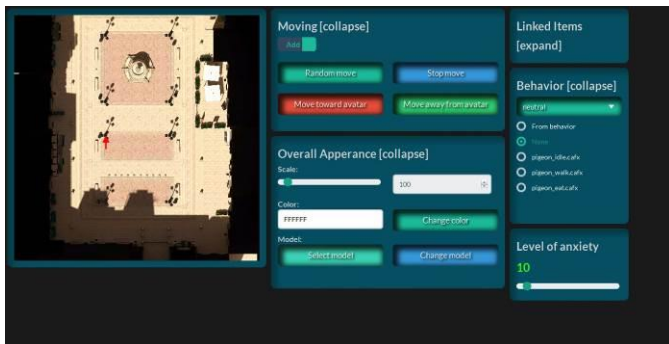 Moving [collapse]
Add
Random move
Stop move
Move toward avatar
Move away from avatar
Overall Apperance [collapse]
Scale:
100
Color:
FFFFFF
Change color
Model:
Select model
Change model
Linked Items
[expand]
Behavior [collapse]
neutral
From behavior
None
pigeon_idle.cafx
pigeon_walk.cafx
pigeon_eat.cafx
Level of anxiety
10